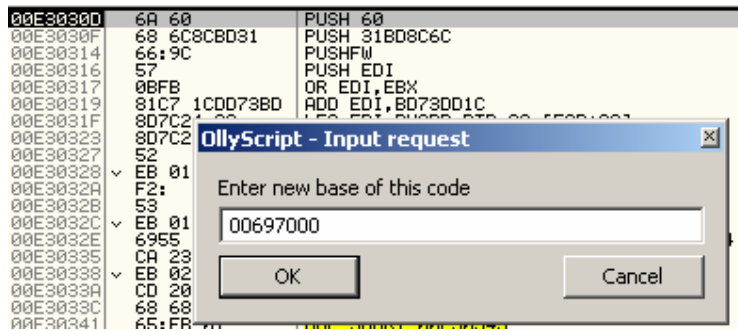 00E3030D 6A 60 PUSH 60
00E3030F 68 6C8CBD31 PUSH 31BD8C6C
00E30314 66:9C PUSHFW
00E30316 57 PUSH EDI
00E30317 0BFB OR EDI,EBX
00E30319 81C7 1CDD73BD ADD EDI,BD73DD1C
00E3031F 8D7C24
00E30323 8D7C2
OllyScript - Input request
00E30327 52
00E30328 EB 01
00E3032A F2:
Enter new base of this code
00E3032B 53
00E3032C EB 01
00697000
00E3032E 6955
00E30335 CA 23
00E30338 EB 02
OK Cancel
00E3033A CD 20
00E3033C 68 68
00E30341